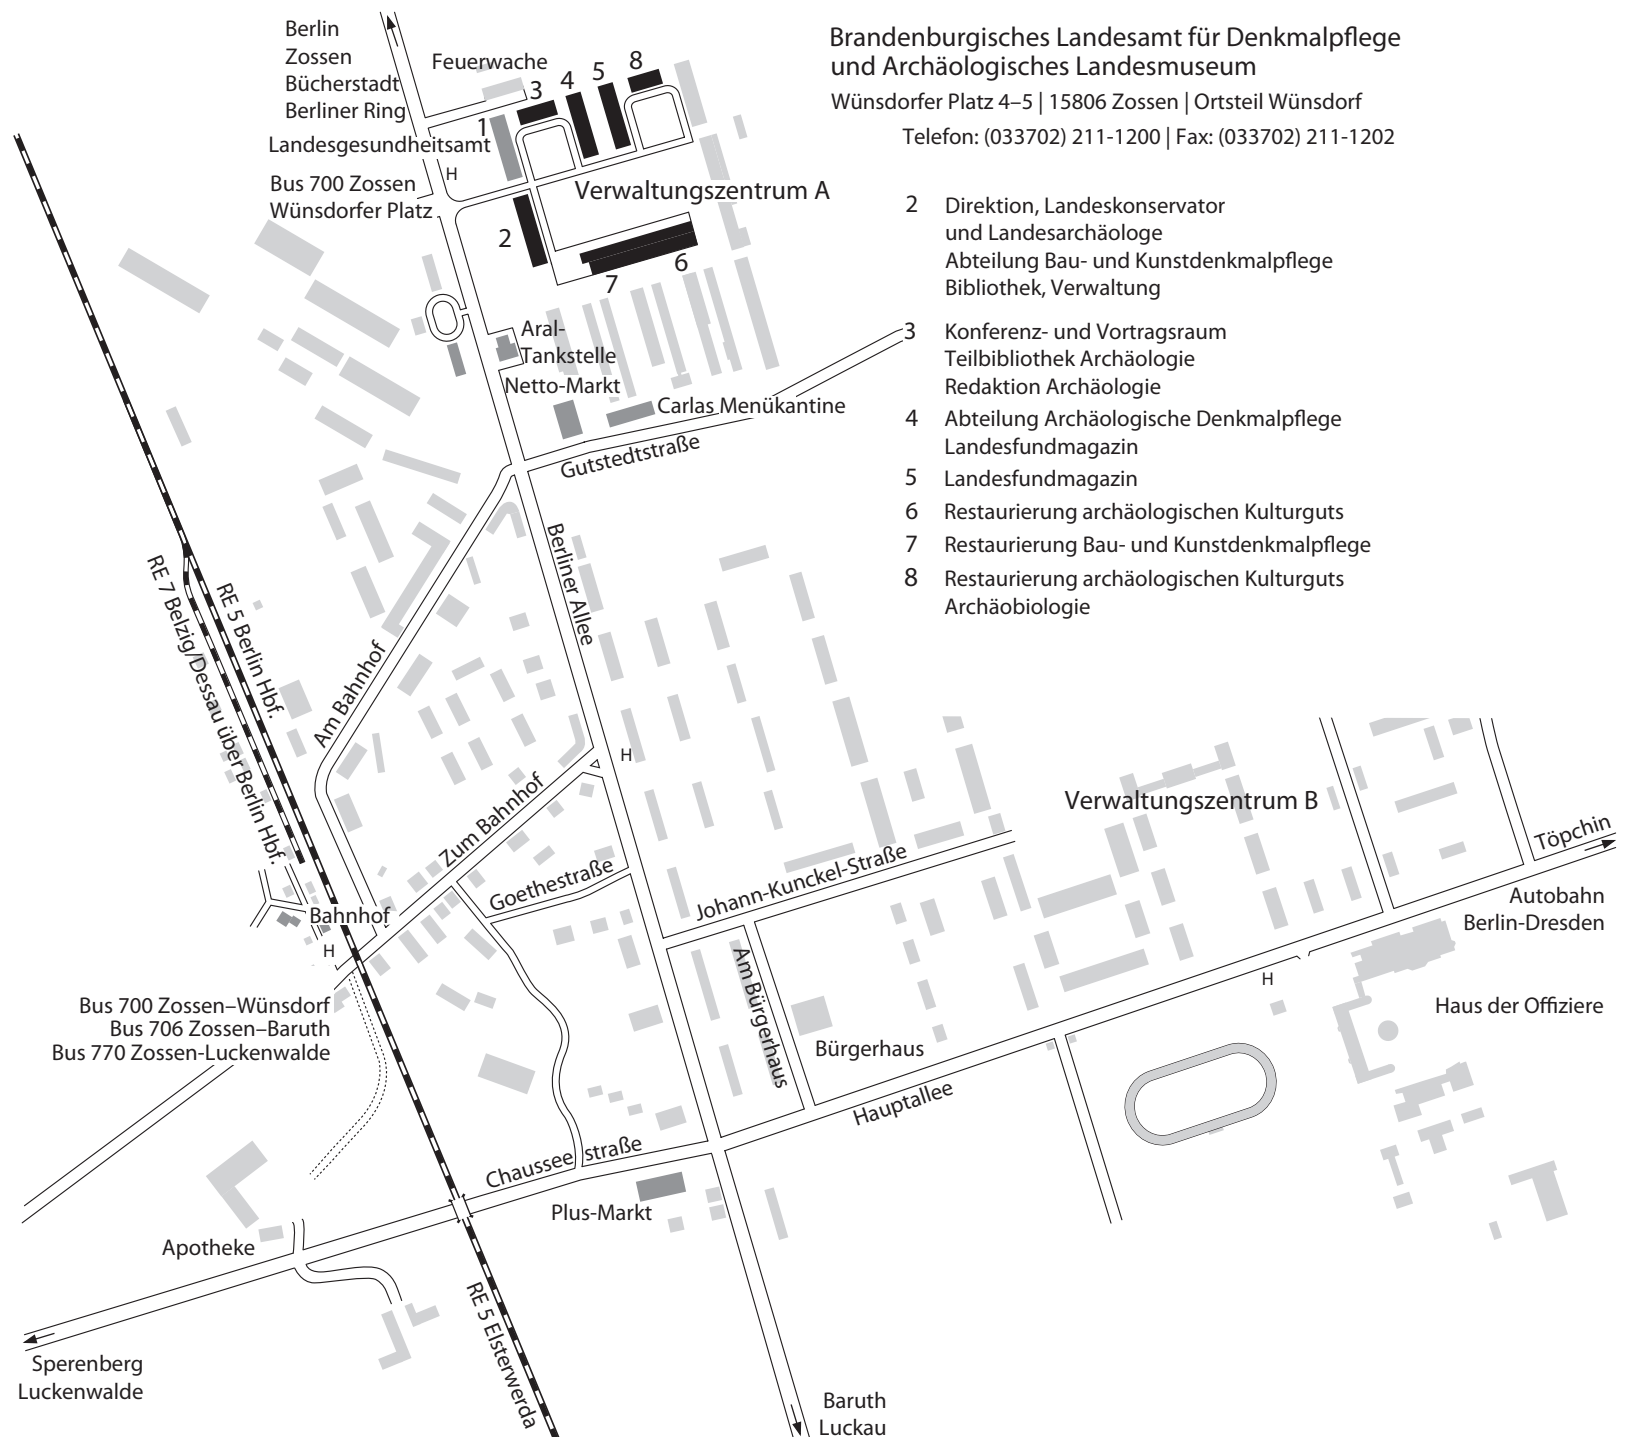 Brandenburgisches Landesamt für Denkmalpflege
und Archäologisches Landesmuseum
Wünsdorfer Platz 4–5 | 15806 Zossen | Ortsteil Wünsdorf
Telefon: (033702) 211-1200 | Fax: (033702) 211-1202
2 Direktion, Landeskonservator
und Landesarchäologe
Abteilung Bau- und Kunstdenkmalpflege
Bibliothek, Verwaltung
3 Konferenz- und Vortragsraum
Teilbibliothek Archäologie
Redaktion Archäologie
4 Abteilung Archäologische Denkmalpflege
Landesfundmagazin
5 Landesfundmagazin
6 Restaurierung archäologischen Kulturguts
7 Restaurierung Bau- und Kunstdenkmalpflege
8 Restaurierung archäologischen Kulturguts
Archäobiologie
Berlin
Zossen
Bücherstadt
Berliner Ring
Feuerwache
8
5
4
3
1
Landesgesundheitsamt
H
Bus 700 Zossen
Wünsdorfer Platz
Verwaltungszentrum A
2
6
7
Aral-
Tankstelle
Netto-Markt
Carlas Menükantine
Gutstedtstraße
Berliner Allee
RE 7 Belzig/Dessau über Berlin Hbf.
RE 5 Berlin Hbf.
Am Bahnhof
H
Zum Bahnhof
Goethestraße
Johann-Kunckel-Straße
Verwaltungszentrum B
Töpchin
Autobahn
Berlin-Dresden
Bahnhof
H
Bus 700 Zossen–Wünsdorf
Bus 706 Zossen–Baruth
Bus 770 Zossen-Luckenwalde
Am Bürgerhaus
Bürgerhaus
H
Haus der Offiziere
Hauptallee
Chausseestraße
Plus-Markt
Apotheke
RE 5 Elsterwerda
Sperenberg
Luckenwalde
Baruth
Luckau